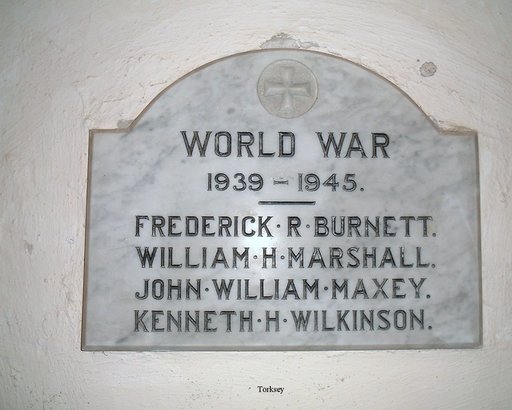 WORLD WAR
1939 - 1945.
FREDERICK·R·BURNETT.
WILLIAM·H·MARSHALL.
JOHN·WILLIAM·MAXEY.
KENNETH·H·WILKINSON.
Torksey